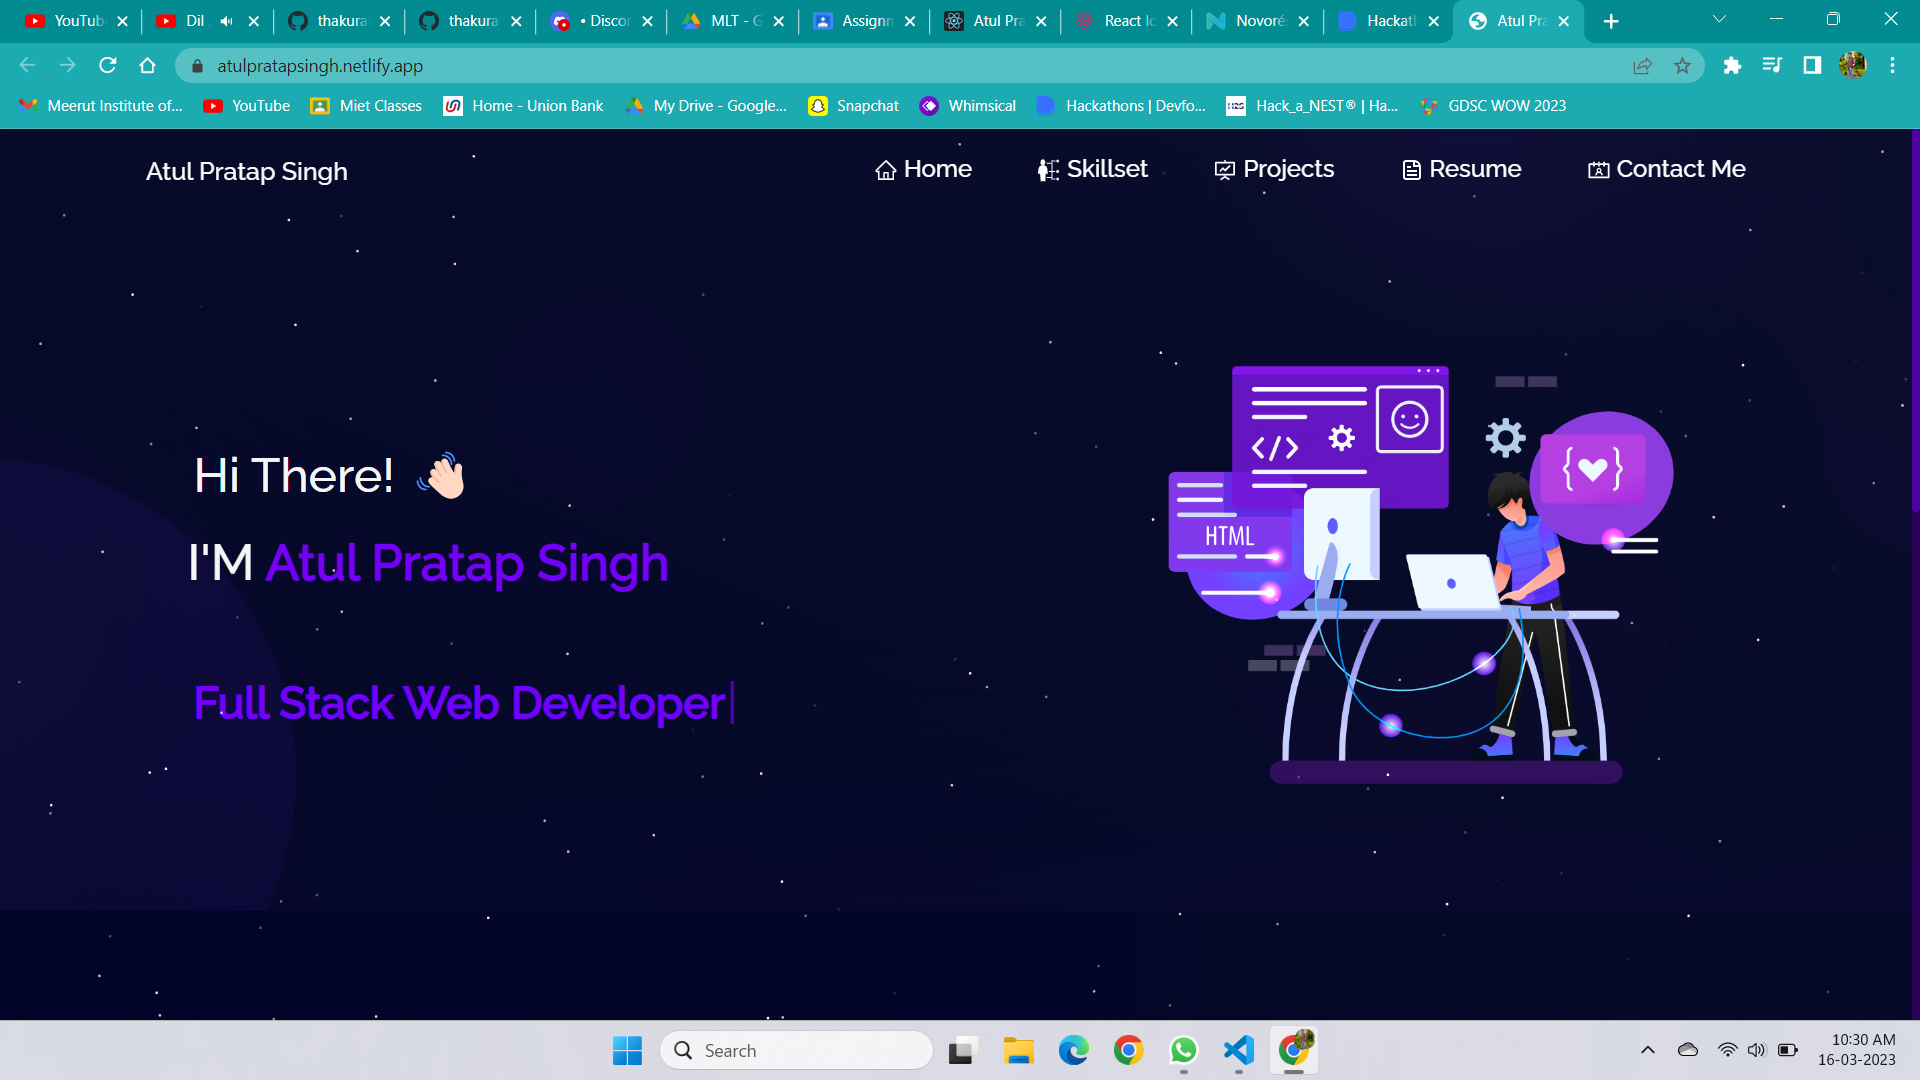 YouTub
Dil
thakura
thakura
• Discor
MLT - G
Assignm
Atul Pra
React Ic
Novoré
Hackath
Atul Pra
atulpratapsingh.netlify.app
Meerut Institute of...
YouTube
Miet Classes
Home - Union Bank
My Drive - Google...
Snapchat
Whimsical
Hackathons | Devfo...
Hack_a_NEST® | Ha...
GDSC WOW 2023
Atul Pratap Singh
Home
Skillset
Projects
Resume
Contact Me
Hi There!
I'M Atul Pratap Singh
Full Stack Web Developer
</>
HTML
Search
10:30 AM
16-03-2023